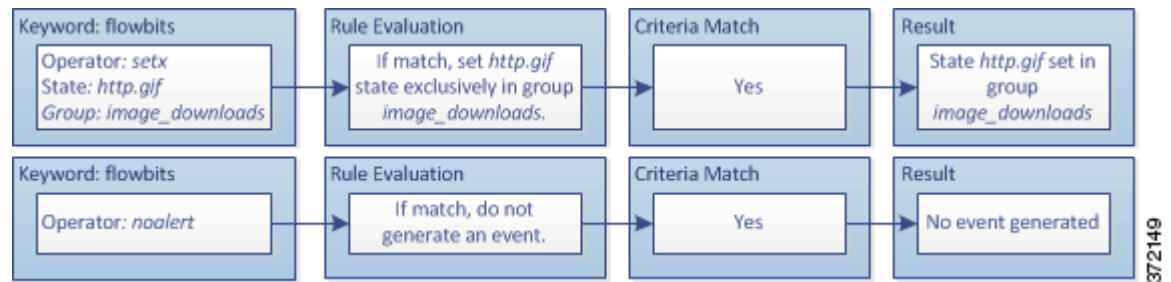 Keyword: flowbits
Operator: setx
State: http.gif
Group: image_downloads
Rule Evaluation
If match, set http.gif
state exclusively in group
image_downloads.
Criteria Match
Yes
Result
State http.gif set in
group
image_downloads
Keyword: flowbits
Operator: noalert
Rule Evaluation
If match, do not
generate an event.
Criteria Match
Yes
Result
No event generated
372149